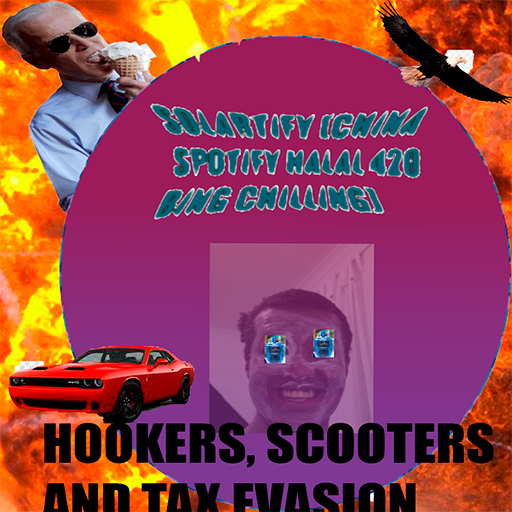 SOLARTIFY [CHINA
SPOTIFY HALAL 420
BING CHILLING]
HOOKERS, SCOOTERS
AND TAX EVASION